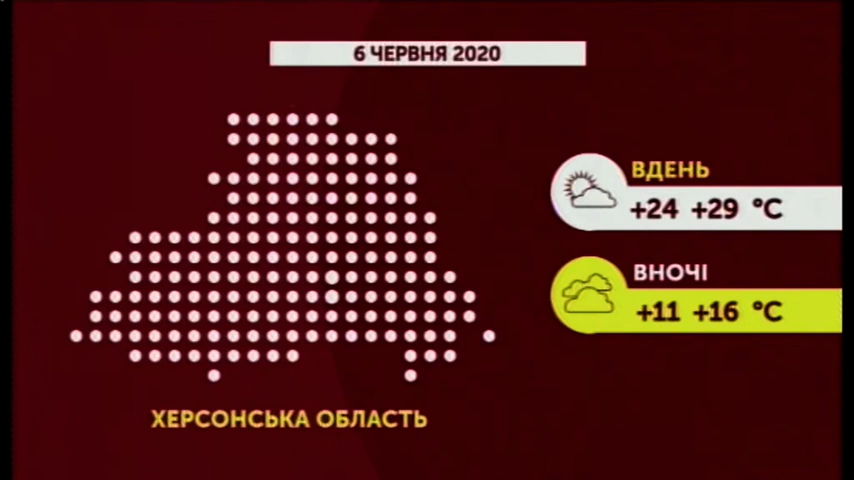 6 ЧЕРВНЯ 2020
ВДЕНЬ
+24 +29 °C
ВНОЧІ
+11 +16 °C
ХЕРСОНСЬКА ОБЛАСТЬ